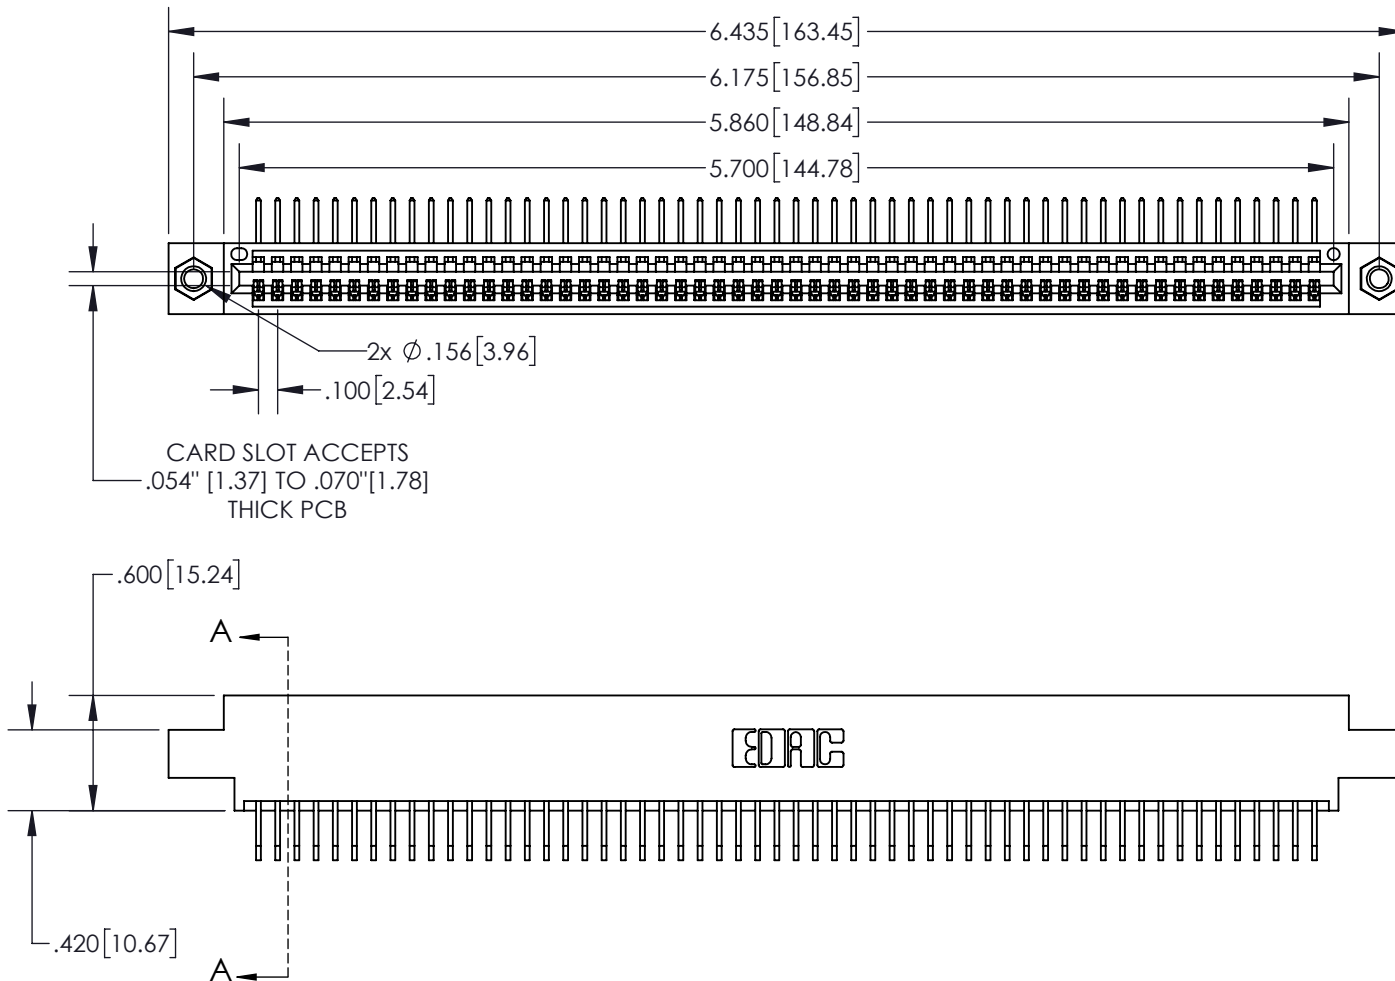 6.435[163.45]
6.175[156.85]
5.860[148.84]
5.700[144.78]
2x Ø.156[3.96]
.100[2.54]
CARD SLOT ACCEPTS
.054" [1.37] TO .070"[1.78]
THICK PCB
.600[15.24]
A
EDAC
.420[10.67]
A